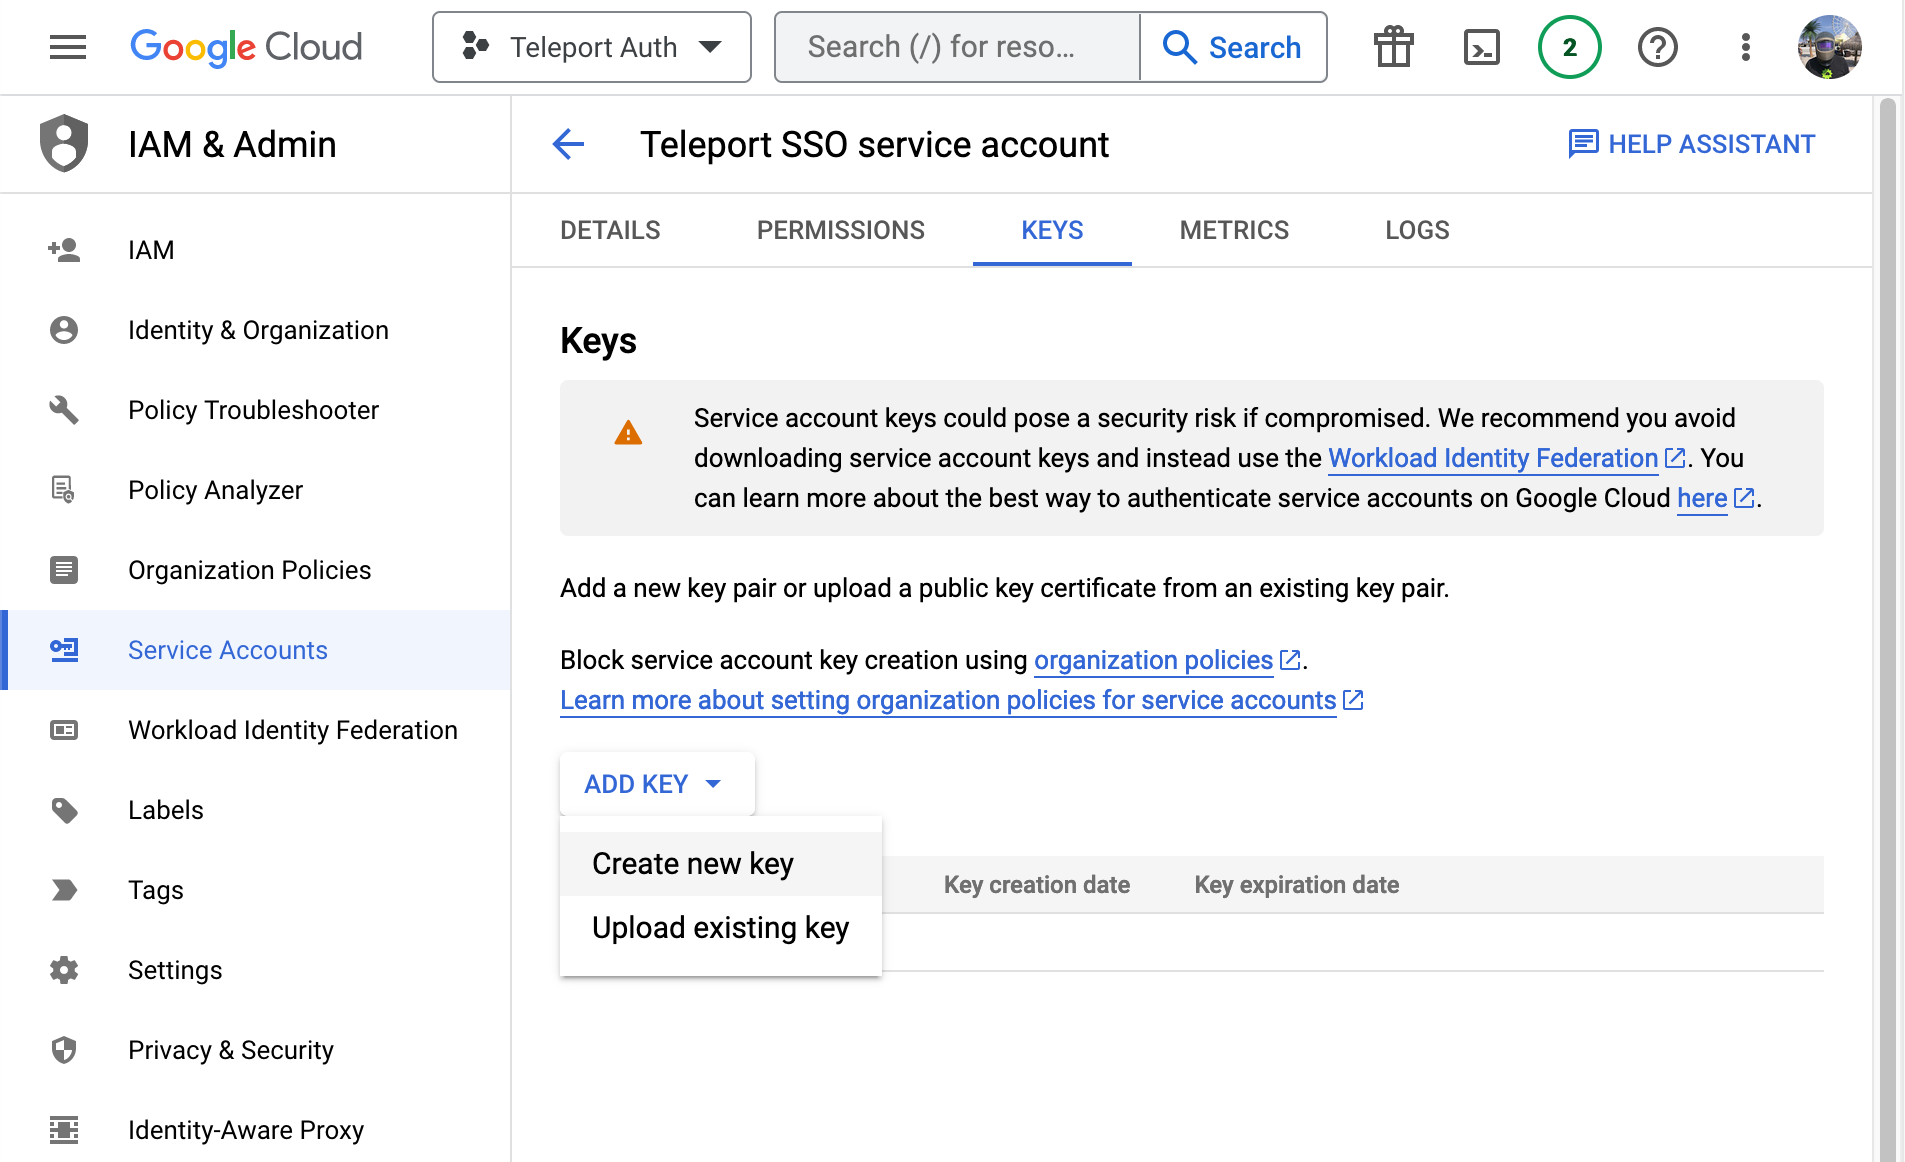 Google Cloud
Teleport Auth
Search (/) for reso...
Search
2
IAM & Admin
Teleport SSO service account
HELP ASSISTANT
DETAILS
PERMISSIONS
KEYS
METRICS
LOGS
IAM
Identity & Organization
Policy Troubleshooter
Policy Analyzer
Organization Policies
Service Accounts
Workload Identity Federation
Labels
Tags
Settings
Privacy & Security
Identity-Aware Proxy
Keys
Service account keys could pose a security risk if compromised. We recommend you avoid
downloading service account keys and instead use the Workload Identity Federation. You
can learn more about the best way to authenticate service accounts on Google Cloud here.
Add a new key pair or upload a public key certificate from an existing key pair.
Block service account key creation using organization policies.
Learn more about setting organization policies for service accounts
ADD KEY
Create new key
Upload existing key
Key creation date
Key expiration date